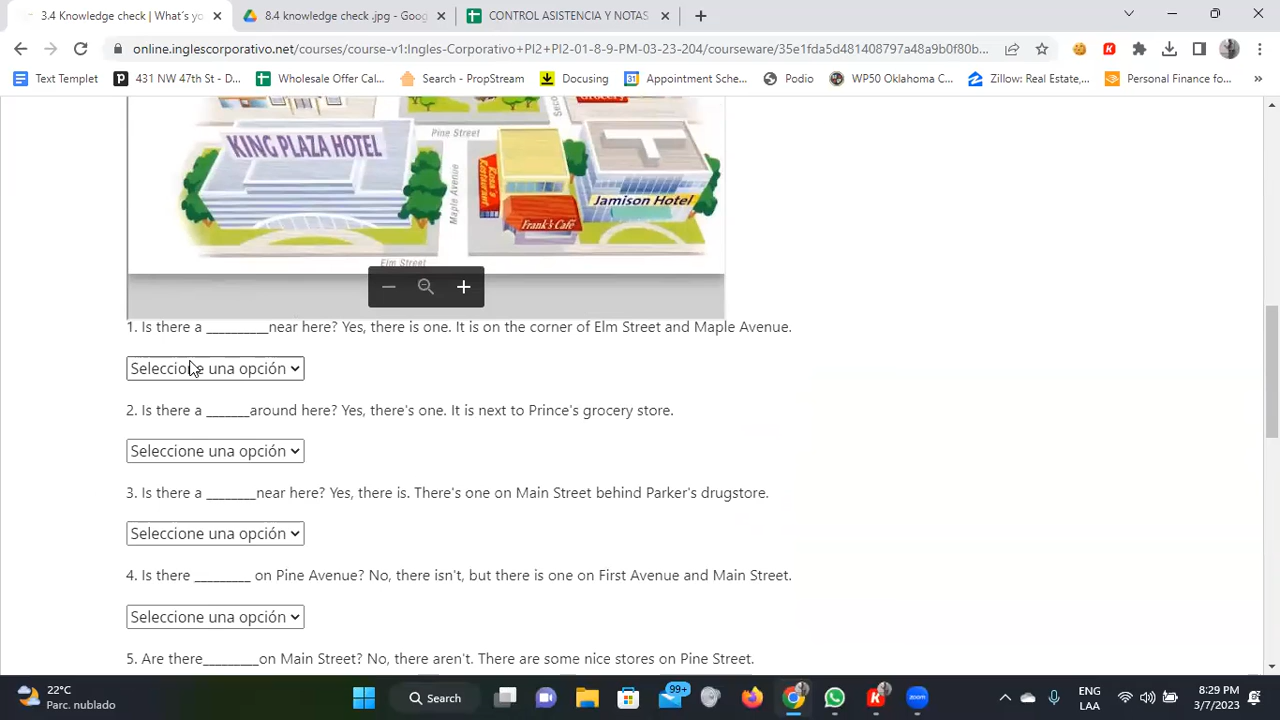 3.4 Knowledge check | What's yo
8.4 knowledge check .jpg - Goog
CONTROL ASISTENCIA Y NOTAS
online.inglescorporativo.net/courses/course-v1:Ingles-Corporativo+PI2+PI2-01-8-9-PM-03-23-204/courseware/35e1fda5d481408797a48a9b0f80b...
Text Templet
431 NW 47th St - D...
Wholesale Offer Cal...
Search - PropStream
Docusing
Appointment Sche...
Podio
WP50 Oklahoma C...
Zillow: Real Estate,...
Personal Finance fo...
Grocery
Pine Street
KING PLAZA HOTEL
Maple Avenue
Rosa's Restaurant
Jamison Hotel
Frank's Café
Elm Street
1. Is there a __________near here? Yes, there is one. It is on the corner of Elm Street and Maple Avenue.
Seleccione una opción
2. Is there a _______around here? Yes, there's one. It is next to Prince's grocery store.
Seleccione una opción
3. Is there a ________near here? Yes, there is. There's one on Main Street behind Parker's drugstore.
Seleccione una opción
4. Is there _________ on Pine Avenue? No, there isn't, but there is one on First Avenue and Main Street.
Seleccione una opción
5. Are there_________on Main Street? No, there aren't. There are some nice stores on Pine Street.
22°C
Parc. nublado
Search
99+
ENG
LAA
8:29 PM
3/7/2023